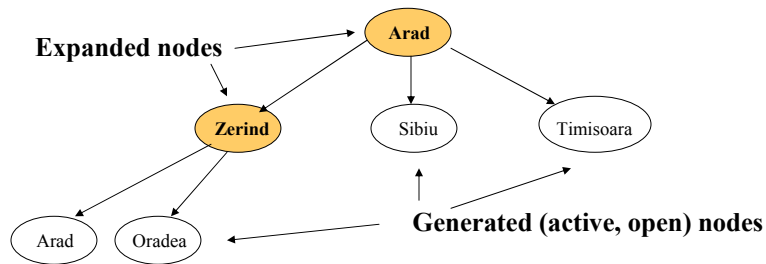 Arad
Expanded nodes
Zerind
Sibiu
Timisoara
Generated (active, open) nodes
Arad
Oradea